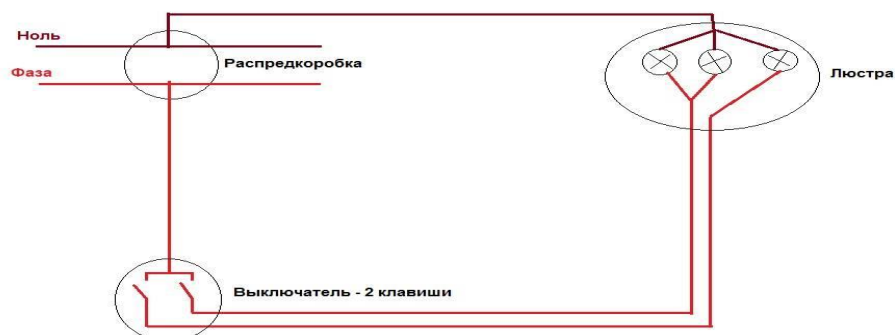 Ноль
Распредкоробка
Фаза
Люстра
Выключатель - 2 клавиши